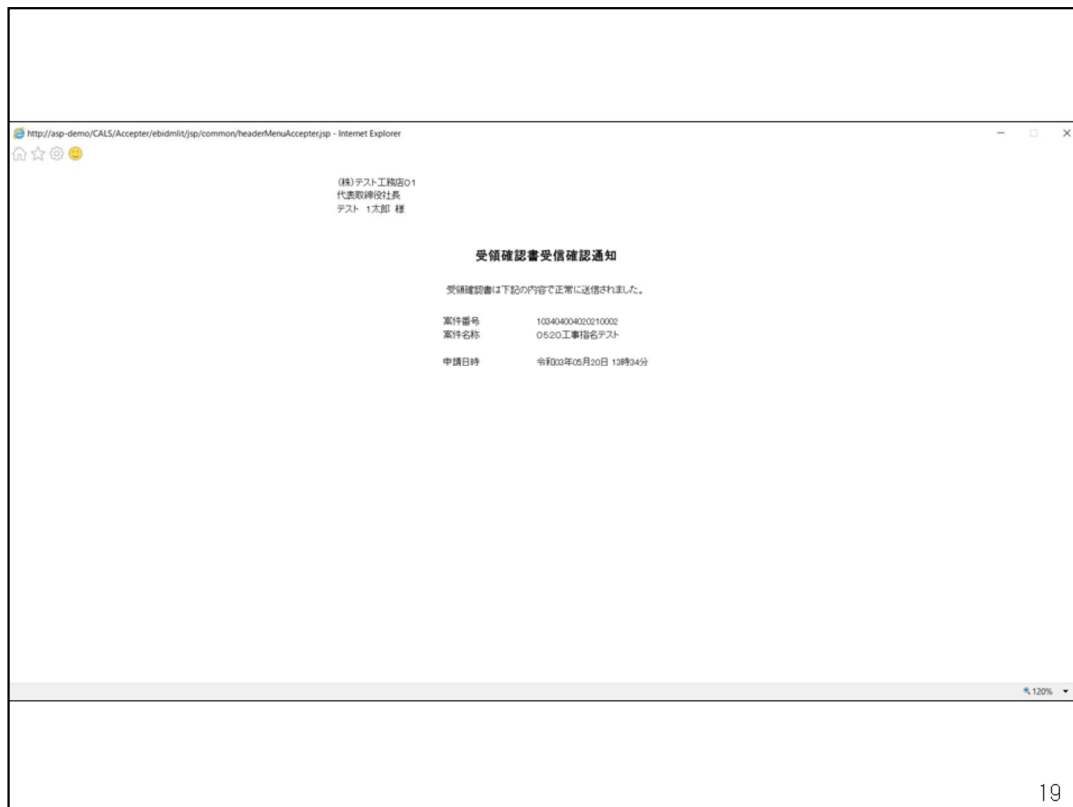 http://asp-demo/CALS/Accepter/ebidmlit/jsp/common/headerMenuAccepter.jsp - Internet Explorer
(株)テスト工務店01
代表取締役社長
テスト 1太郎 様
受領確認書受信確認通知
受領確認書は下記の内容で正常に送信されました。
案件番号 103404004020210002
案件名称 0520工事指名テスト
申請日時 令和03年05月20日 13時34分
120%
19